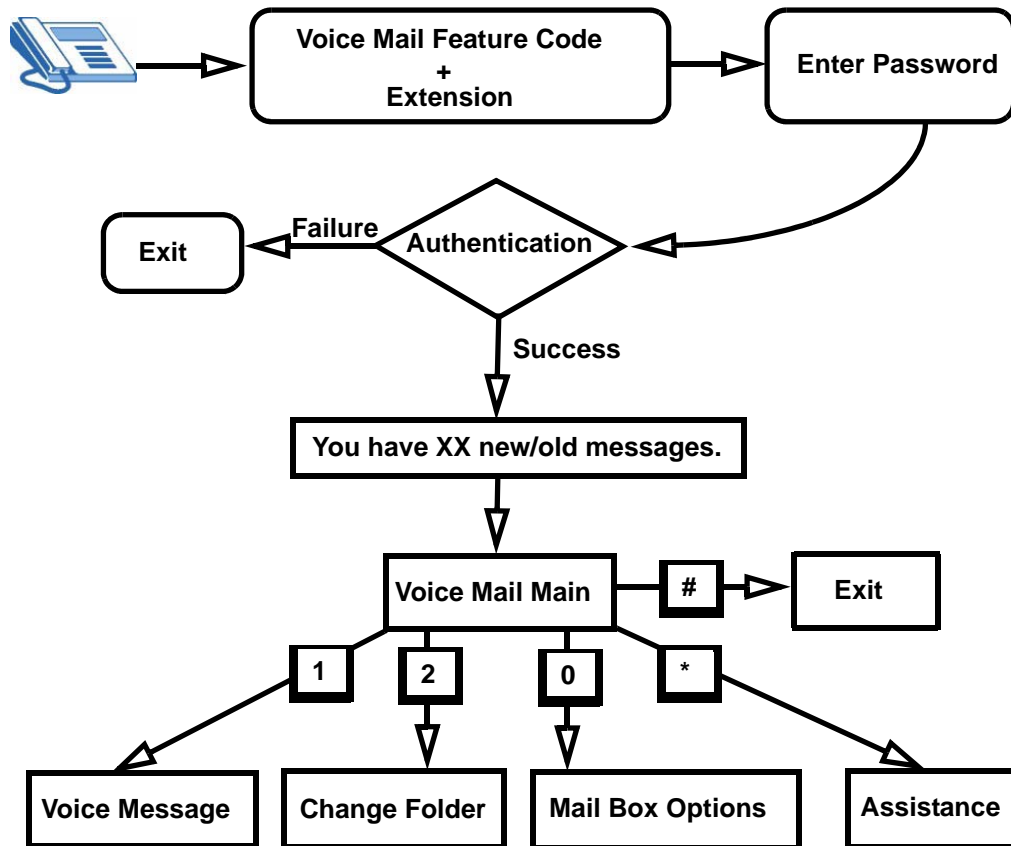 Voice Mail Feature Code
+
Extension
Enter Password
Failure
Authentication
Exit
Success
You have XX new/old messages.
Voice Mail Main
#
Exit
1
2
0
*
Voice Message
Change Folder
Mail Box Options
Assistance